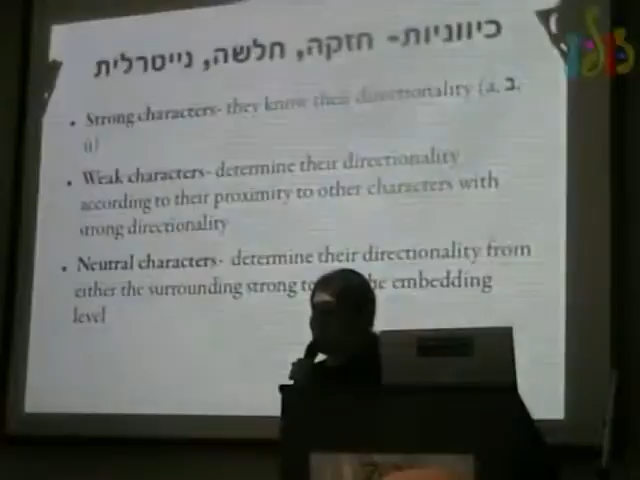 כיווניות- חזקה, חלשה, נייטרלית
• Strong characters- they know their directionality (a, ב,
• Weak characters- determine their directionality
according to their proximity to other characters with
strong directionality
• Neutral characters- determine their directionality from
either the surrounding strong embedding
level